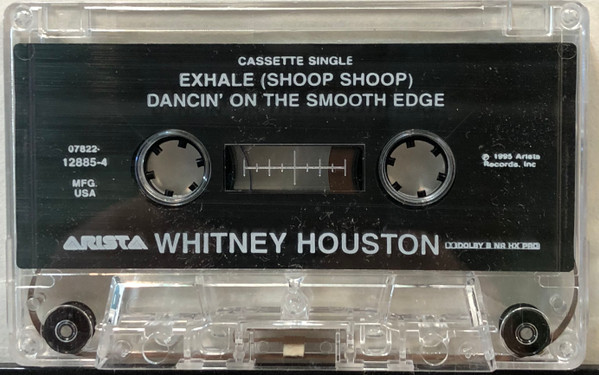 CASSETTE SINGLE
EXHALE (SHOOP SHOOP)
DANCIN' ON THE SMOOTH EDGE
07822-
12885-4
MFG.
USA
℗ 1995 Arista
Records, Inc
ARISTA WHITNEY HOUSTON DOLBY B NR HX PRO